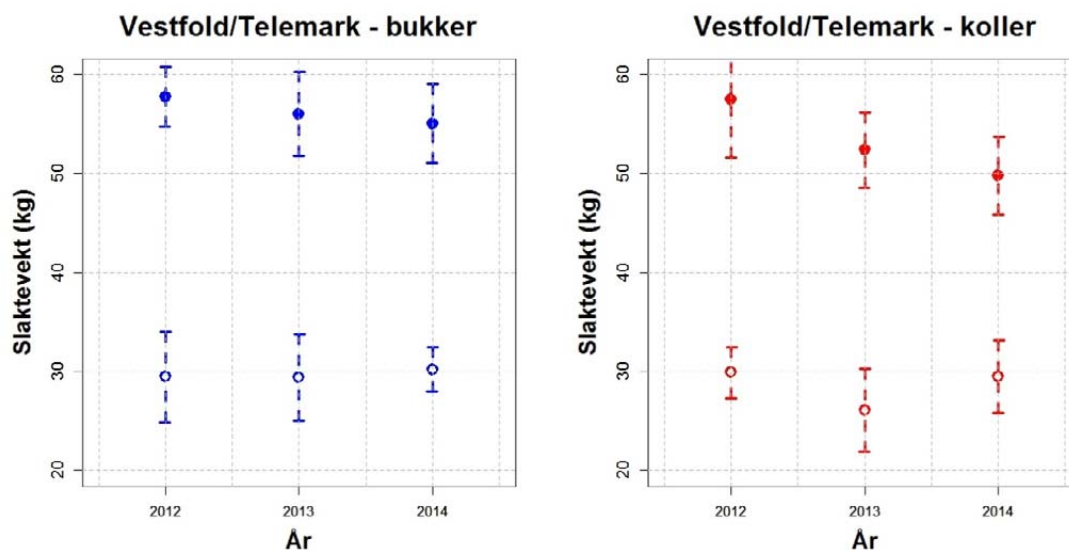 Vestfold/Telemark - bukker
Slaktevekt (kg)
60
50
40
30
20
2012
2013
2014
År
Vestfold/Telemark - koller
Slaktevekt (kg)
60
50
40
30
20
2012
2013
2014
År